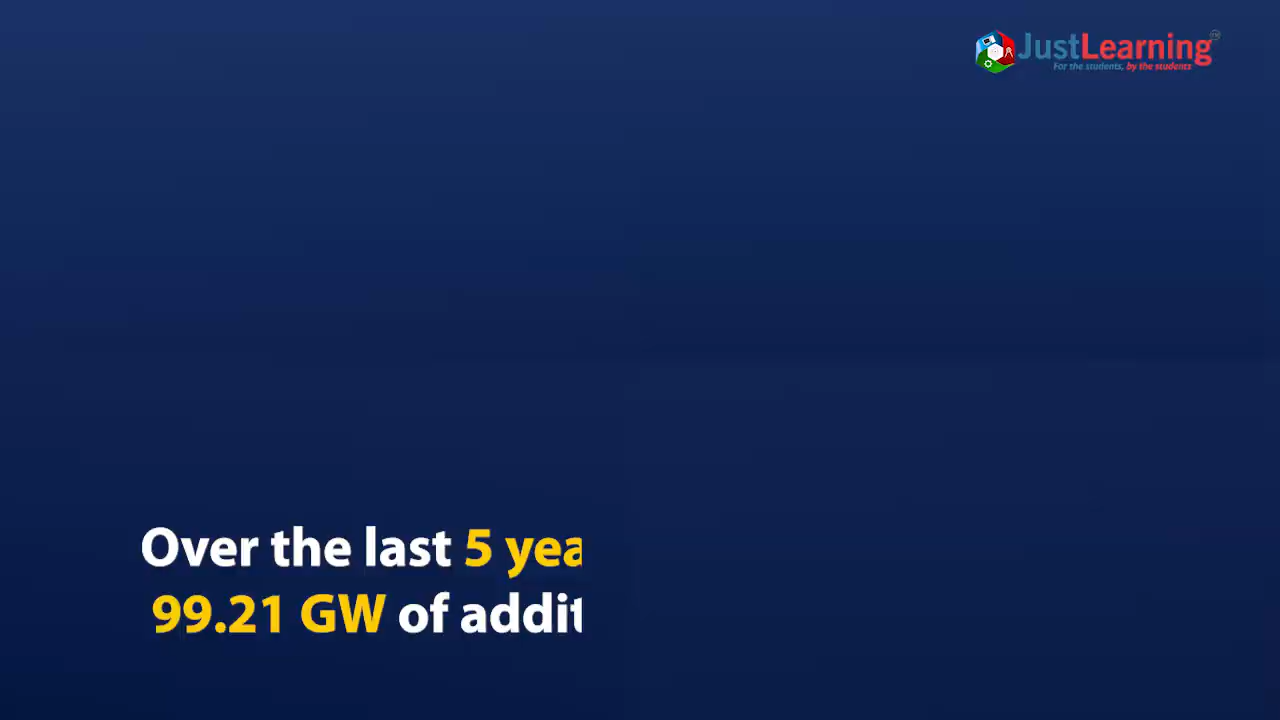 JustLearning
For the students, by the students
Over the last 5 yea
99.21 GW of addit